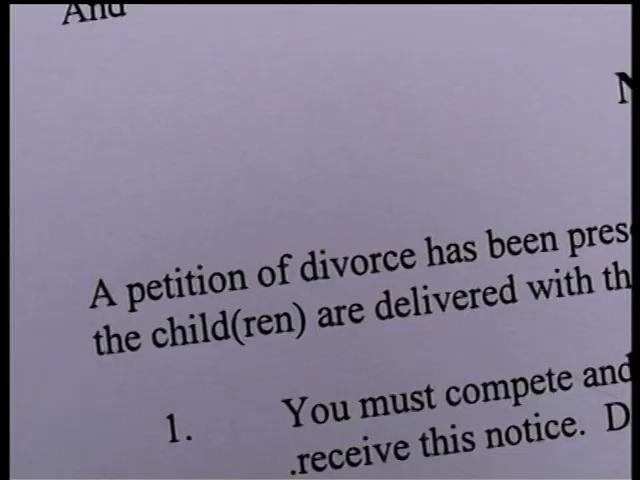 And
A petition of divorce has been pres
the child(ren) are delivered with th
1. You must compete and
.receive this notice. D